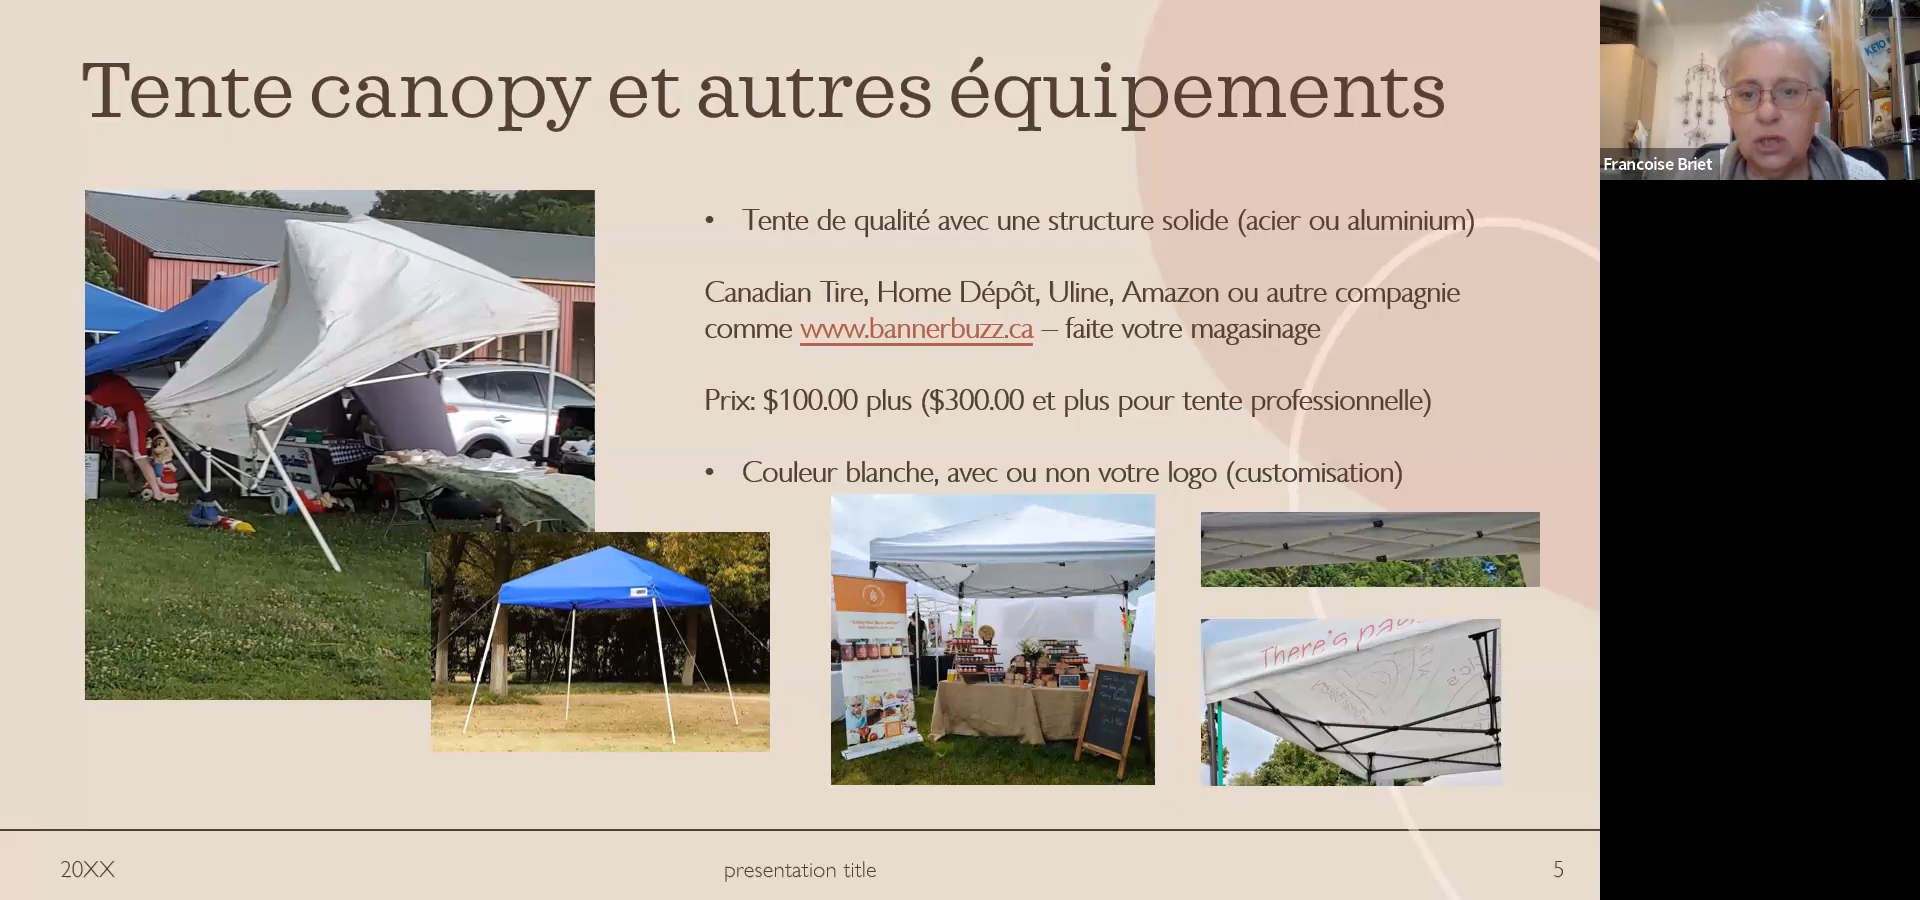 Tente canopy et autres équipements
Francoise Briet
KETO
• Tente de qualité avec une structure solide (acier ou aluminium)
Canadian Tire, Home Dépôt, Uline, Amazon ou autre compagnie
comme www.bannerbuzz.ca – faite votre magasinage
Prix: $100.00 plus ($300.00 et plus pour tente professionnelle)
• Couleur blanche, avec ou non votre logo (customisation)
There's
20XX
presentation title
5